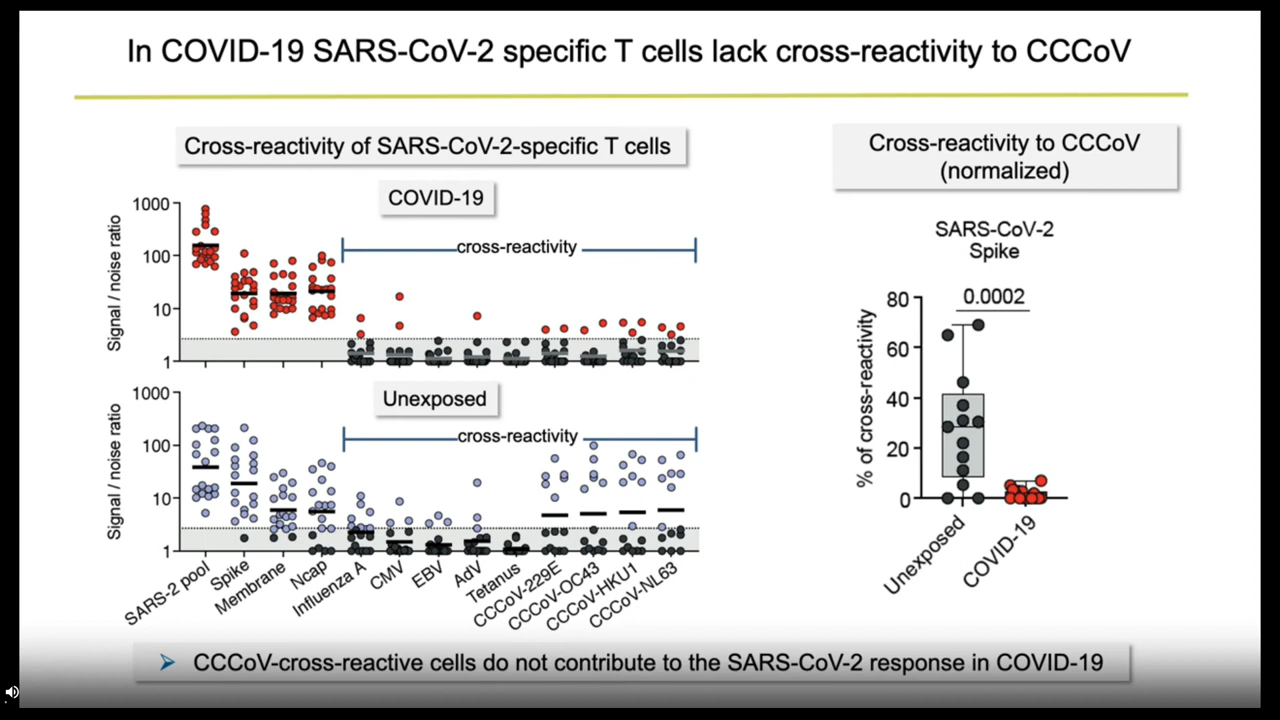 In COVID-19 SARS-CoV-2 specific T cells lack cross-reactivity to CCCoV
Cross-reactivity of SARS-CoV-2-specific T cells
COVID-19
Signal / noise ratio
1000
100
10
1
cross-reactivity
Unexposed
Signal / noise ratio
1000
100
10
1
cross-reactivity
SARS-2 pool
Spike
Membrane
Ncap
Influenza A
CMV
EBV
AdV
Tetanus
CCCoV-229E
CCCoV-OC43
CCCoV-HKU1
CCCoV-NL63
Cross-reactivity to CCCoV
(normalized)
SARS-CoV-2
Spike
0.0002
% of cross-reactivity
80
60
40
20
0
Unexposed
COVID-19
CCCoV-cross-reactive cells do not contribute to the SARS-CoV-2 response in COVID-19